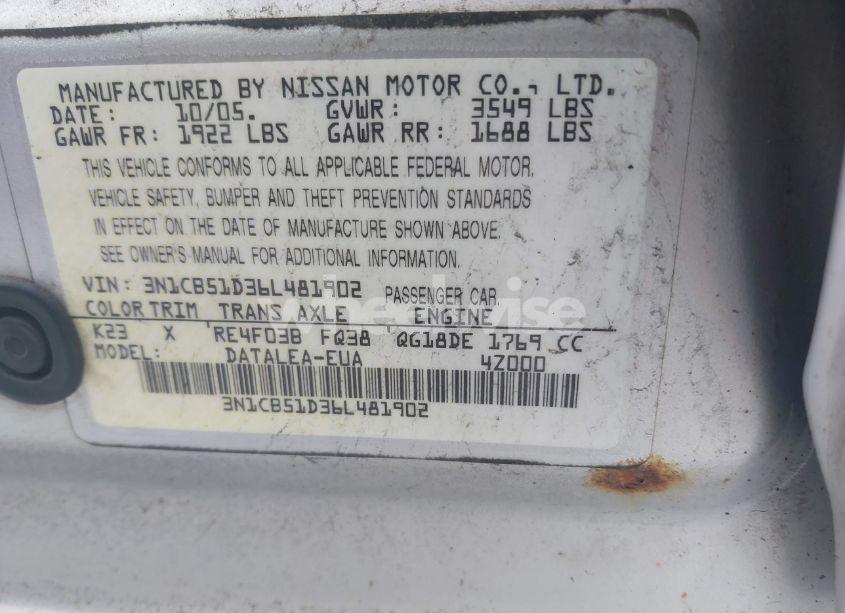 MANUFACTURED BY NISSAN MOTOR CO., LTD.
DATE: 10/05. GVWR: 3549 LBS
GAWR FR: 1922 LBS GAWR RR: 1688 LBS
THIS VEHICLE CONFORMS TO ALL APPLICABLE FEDERAL MOTOR
VEHICLE SAFETY, BUMPER AND THEFT PREVENTION STANDARDS
IN EFFECT ON THE DATE OF MANUFACTURE SHOWN ABOVE.
SEE OWNER'S MANUAL FOR ADDITIONAL INFORMATION.
VIN: 3N1CB51D36L481902 PASSENGER CAR.
COLOR TRIM TRANS AXLE ENGINE
K23 X RE4F03B FQ38 QG18DE 1769 CC
MODEL: DATALEA-EUA 4Z000
3N1CB51D36L481902